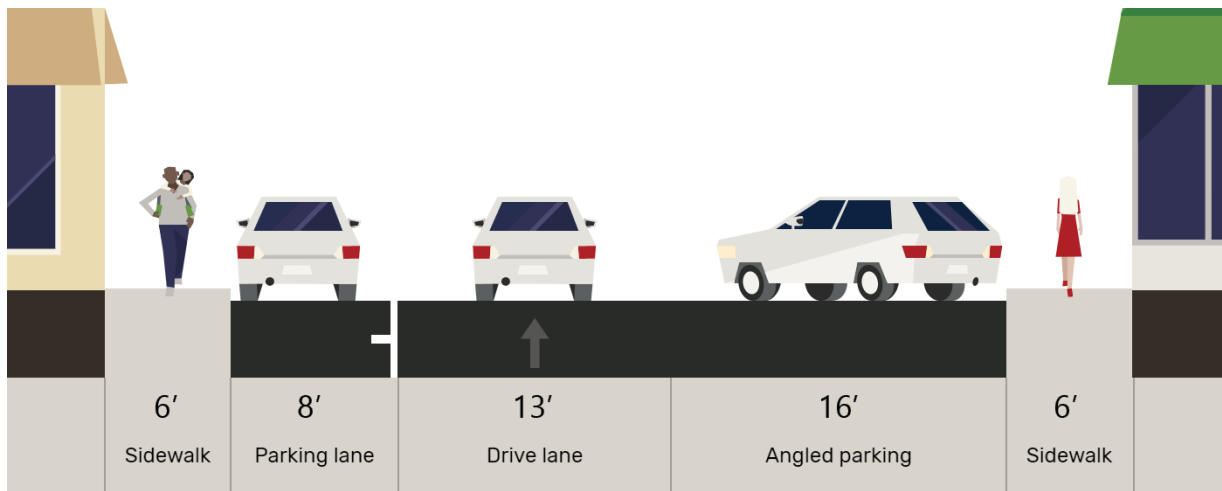 6′ 8′ 13′ 16′ 6′
Sidewalk Parking lane Drive lane Angled parking Sidewalk